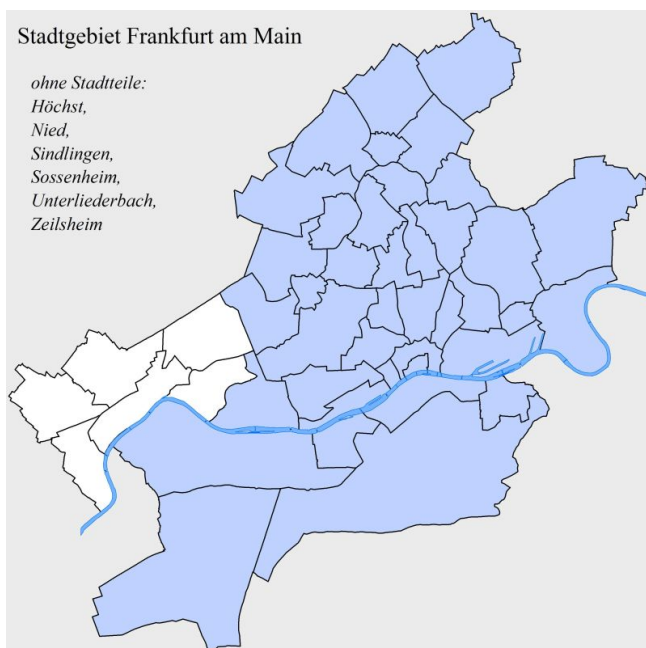 Stadtgebiet Frankfurt am Main
ohne Stadtteile:
Höchst,
Nied,
Sindlingen,
Sossenheim,
Unterliederbach,
Zeilsheim